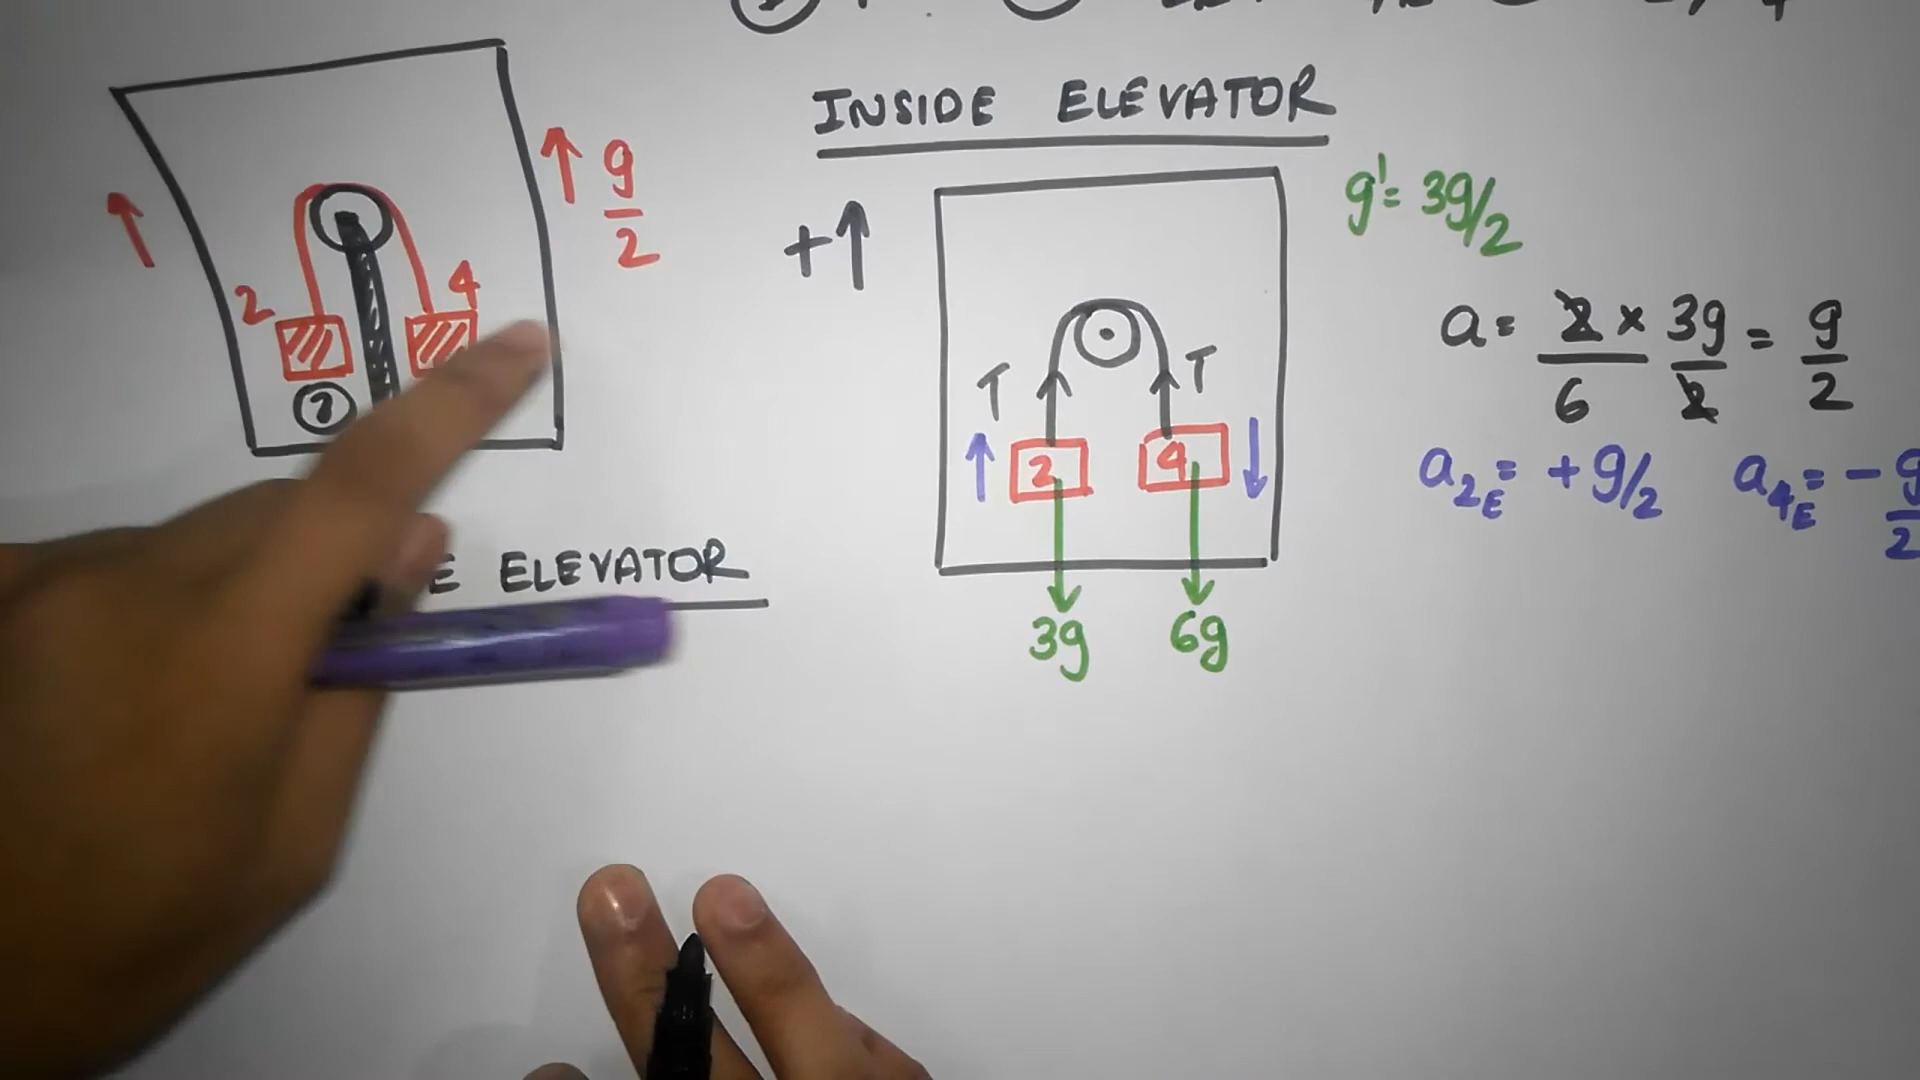 INSIDE ELEVATOR
g/2
+↑
g' = 3g/2
2
4
T
T
a = 2 × 3g = g
6 2 2
2
4
a2E = +g/2 a4E = -g/2
ELEVATOR
3g
6g